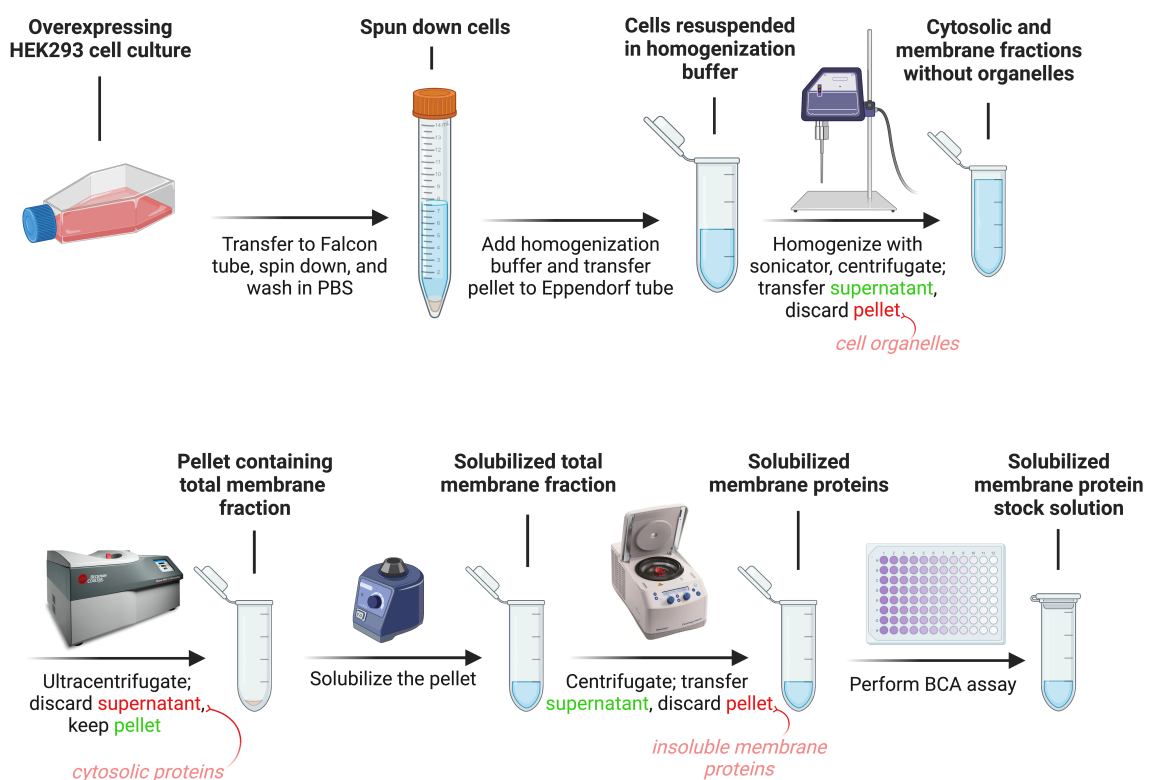 Overexpressing
HEK293 cell culture
Spun down cells
Cells resuspended
in homogenization
buffer
Cytosolic and
membrane fractions
without organelles
Transfer to Falcon
tube, spin down, and
wash in PBS
Add homogenization
buffer and transfer
pellet to Eppendorf tube
Homogenize with
sonicator, centrifugate;
transfer supernatant,
discard pellet
cell organelles
Pellet containing
total membrane
fraction
Solubilized total
membrane fraction
Solubilized
membrane proteins
Solubilized
membrane protein
stock solution
Ultracentrifugate;
discard supernatant,
keep pellet
cytosolic proteins
Solubilize the pellet
Centrifugate; transfer
supernatant, discard pellet
insoluble membrane
proteins
Perform BCA assay